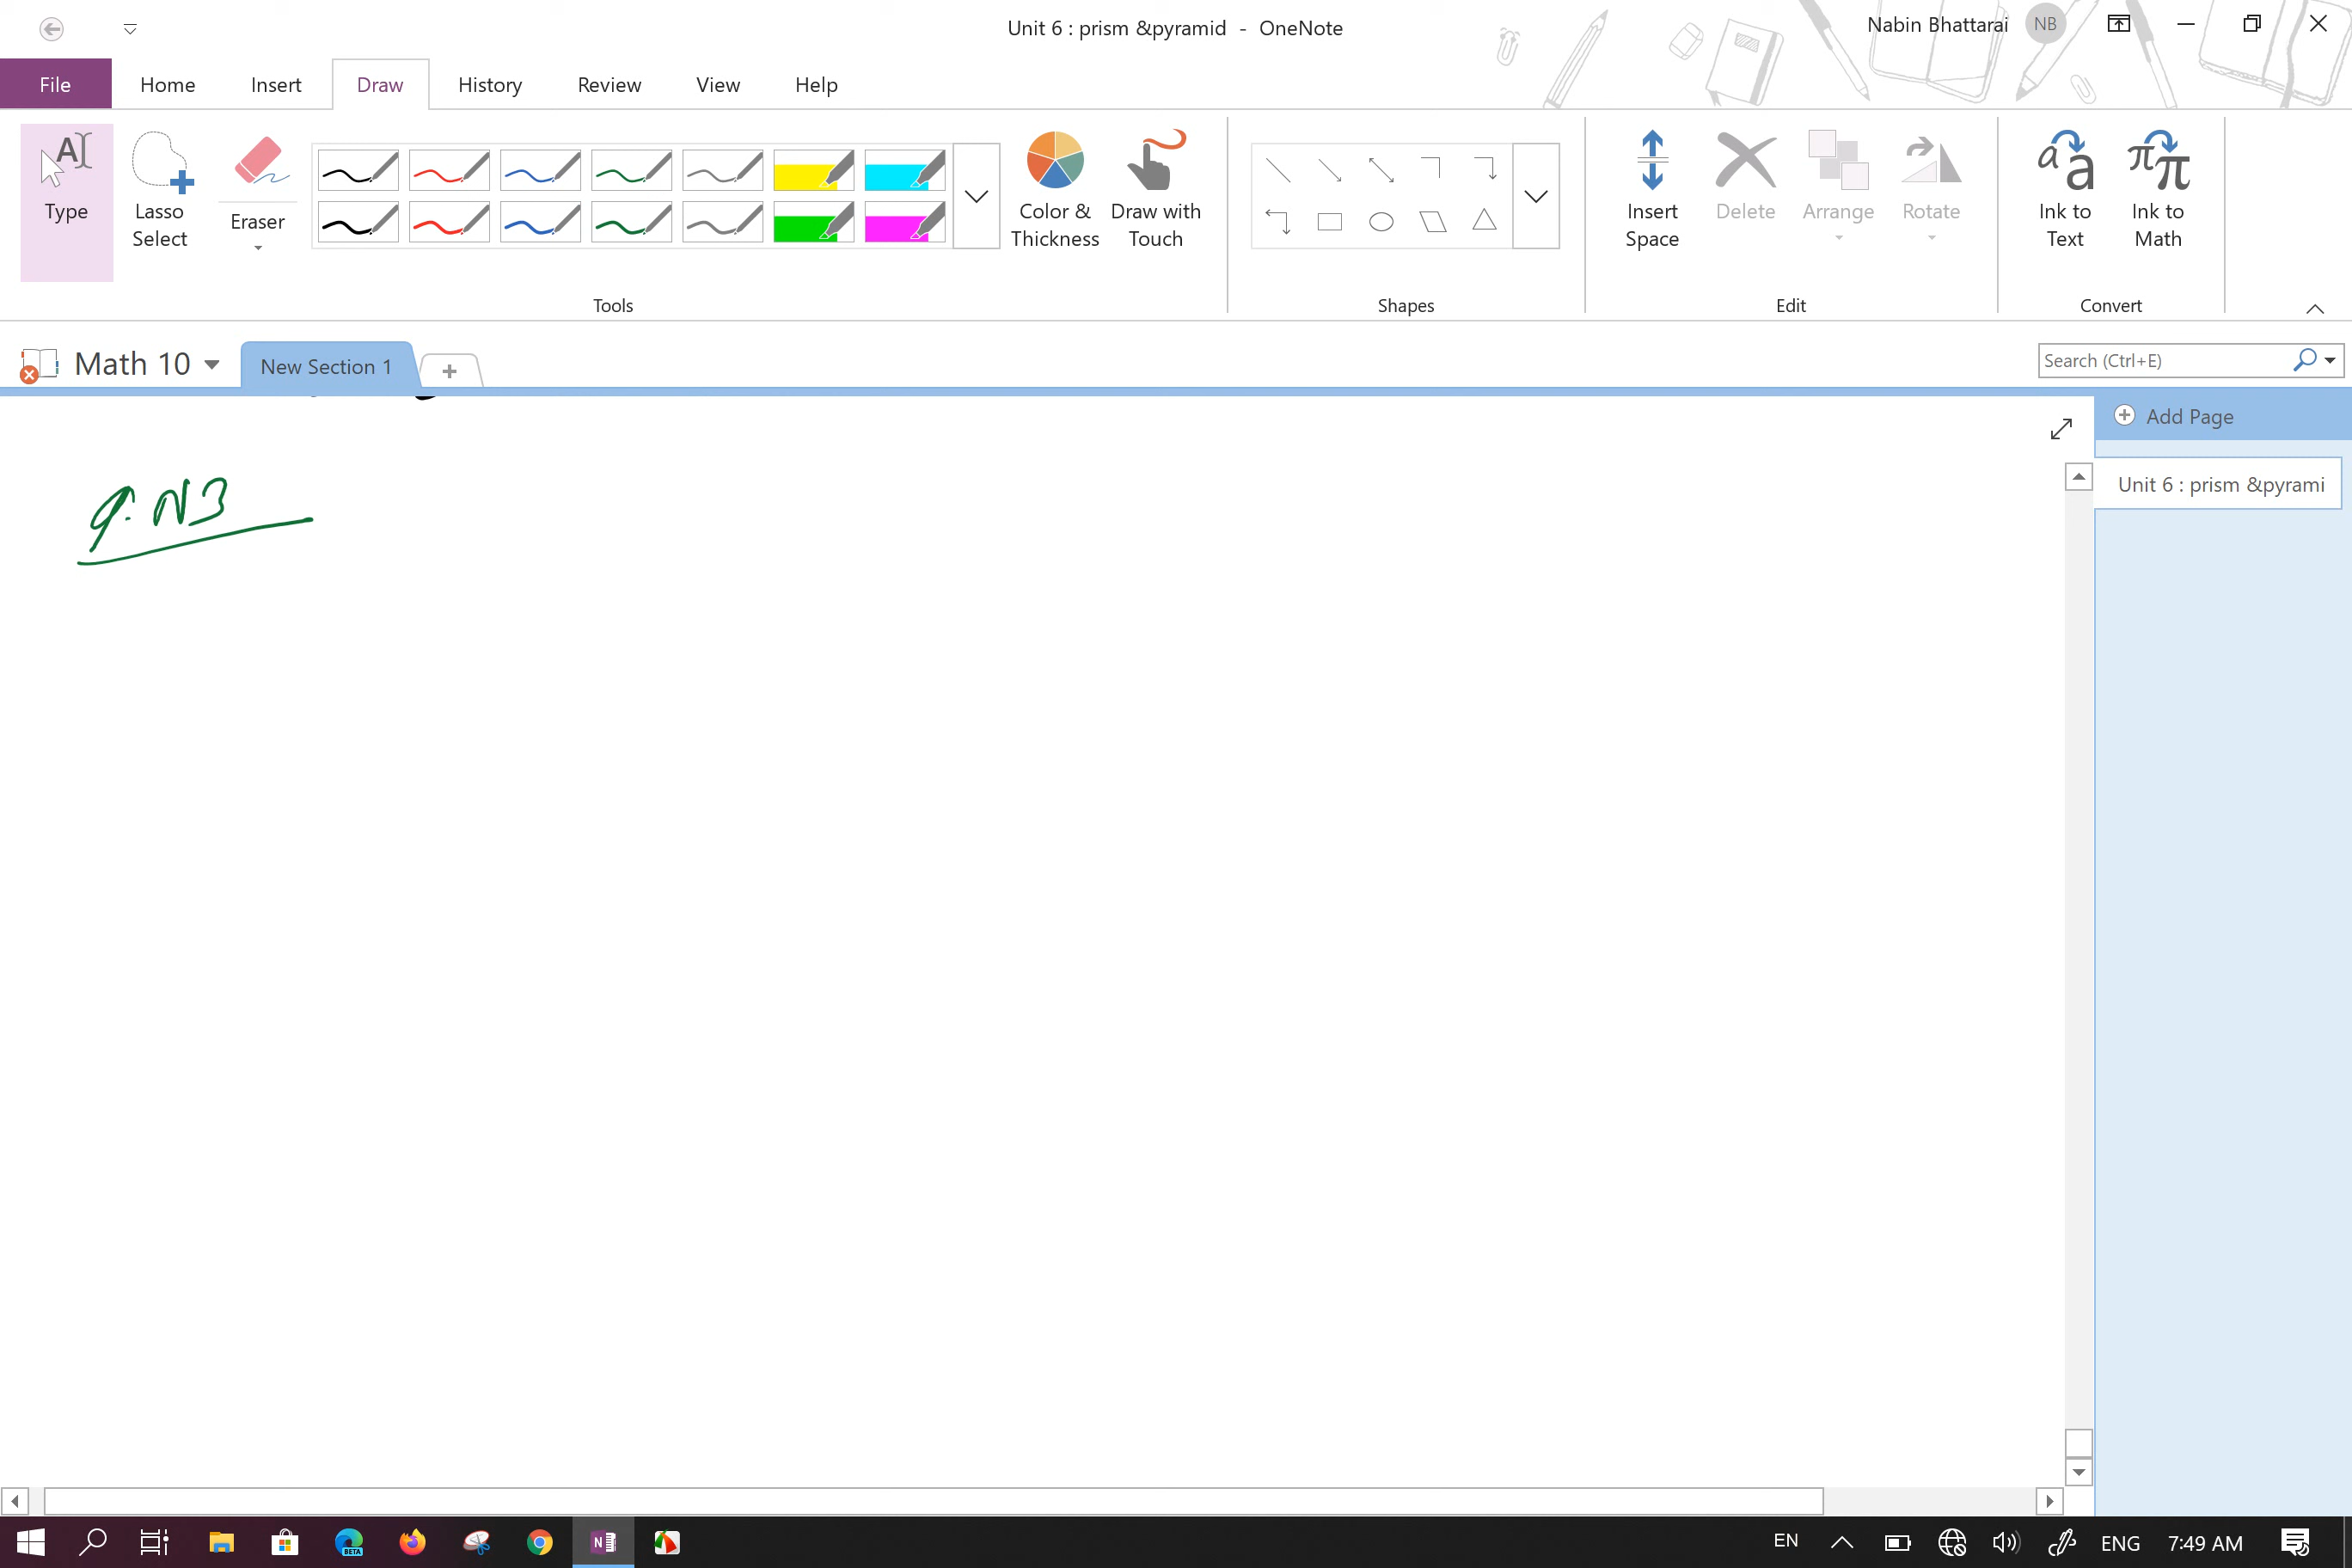 Unit 6 : prism &pyramid - OneNote
Nabin Bhattarai NB
File Home Insert Draw History Review View Help
Type
Lasso Select
Eraser
Color & Thickness
Draw with Touch
Insert Space
Delete
Arrange
Rotate
Ink to Text
Ink to Math
Tools Shapes Edit Convert
Math 10 New Section 1
Search (Ctrl+E)
Add Page
Unit 6 : prism &pyrami
Q. N 3
BETA
EN ENG 7:49 AM